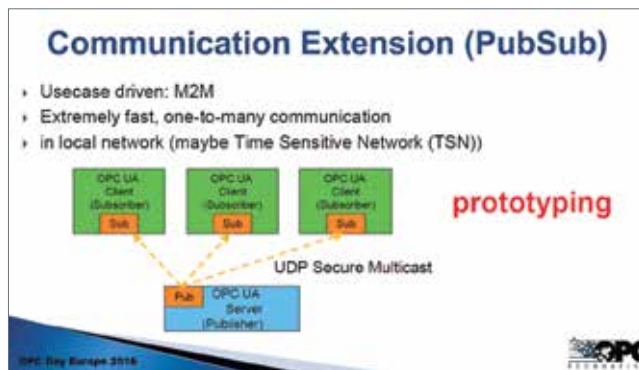 Communication Extension (PubSub)
Usecase driven: M2M
Extremely fast, one-to-many communication
in local network (maybe Time Sensitive Network (TSN))
OPC UA
Client
(Subscriber)
Sub
OPC UA
Client
(Subscriber)
Sub
OPC UA
Client
(Subscriber)
Sub
prototyping
UDP Secure Multicast
Pub
OPC UA
Server
(Publisher)
OPC Day Europe 2016
OPC
FOUNDATION